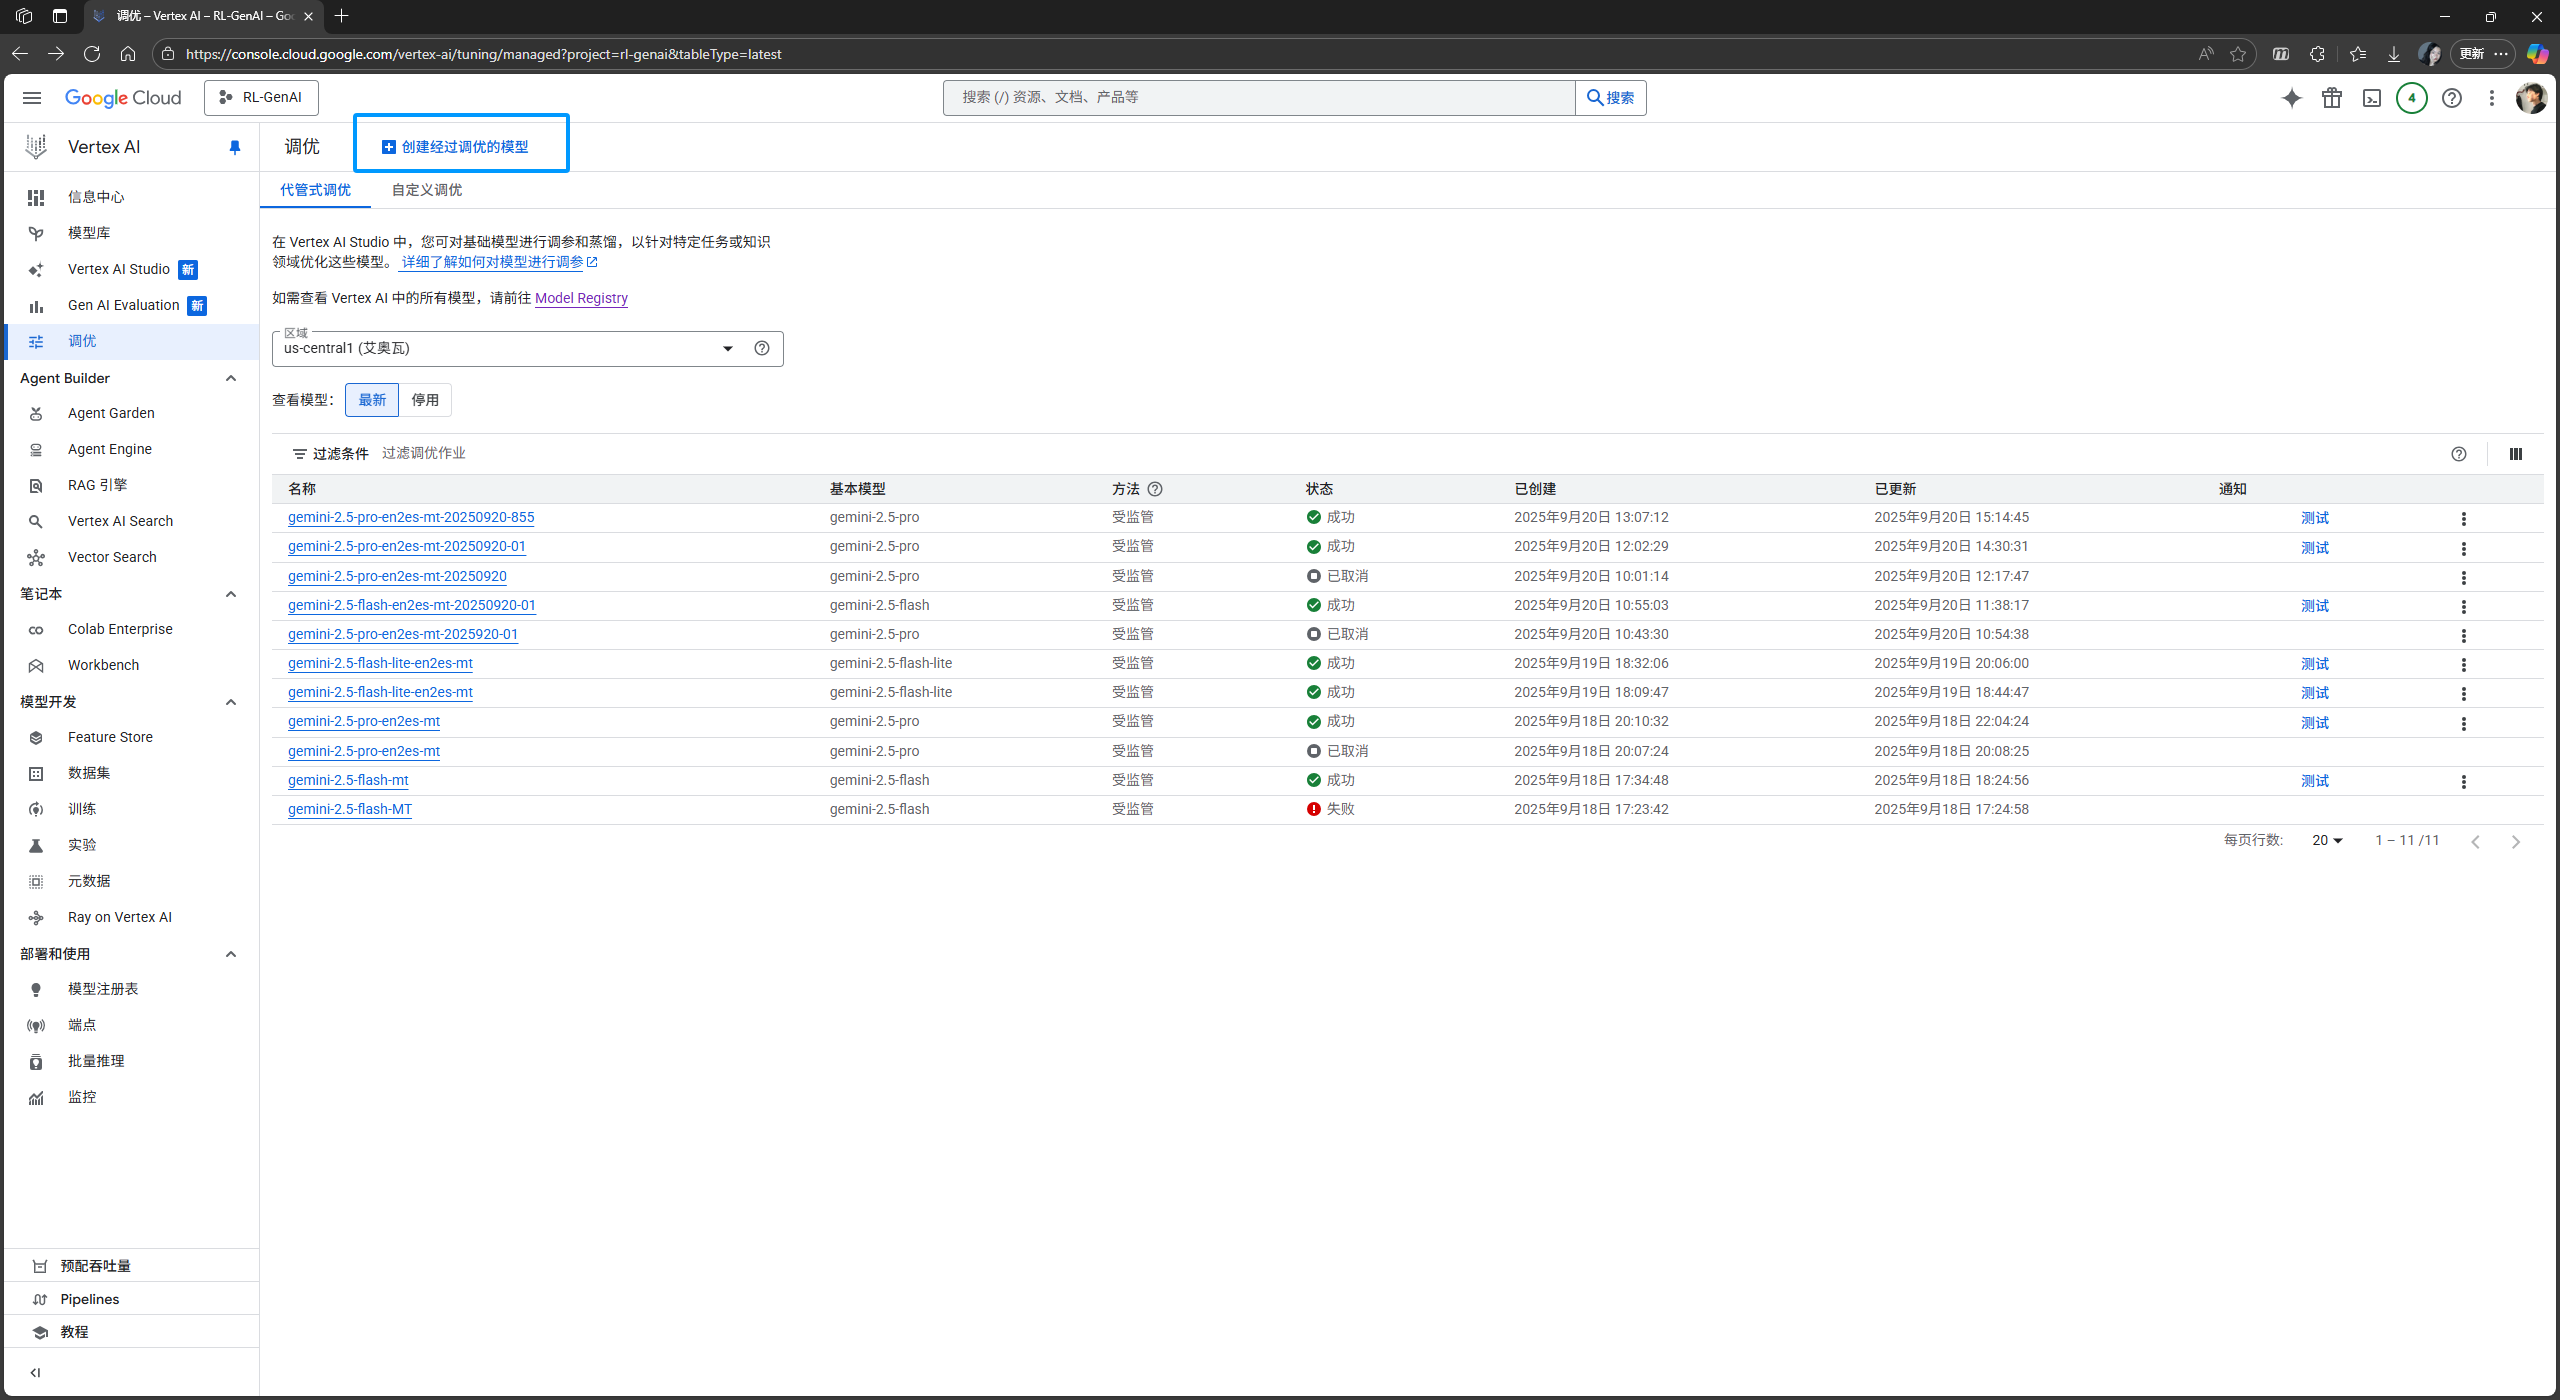 调优 – Vertex AI – RL-GenAI – Go
https://console.cloud.google.com/vertex-ai/tuning/managed?project=rl-genai&tableType=latest
更新
Google Cloud
RL-GenAI
搜索 (/) 资源、文档、产品等
搜索
4
Vertex AI
调优
创建经过调优的模型
信息中心
模型库
Vertex AI Studio 新
Gen AI Evaluation 新
调优
Agent Builder
Agent Garden
Agent Engine
RAG 引擎
Vertex AI Search
Vector Search
笔记本
Colab Enterprise
Workbench
模型开发
Feature Store
数据集
训练
实验
元数据
Ray on Vertex AI
部署和使用
模型注册表
端点
批量推理
监控
预配吞吐量
Pipelines
教程
代管式调优 自定义调优
在 Vertex AI Studio 中，您可对基础模型进行调参和蒸馏，以针对特定任务或知识
领域优化这些模型。 详细了解如何对模型进行调参
如需查看 Vertex AI 中的所有模型，请前往 Model Registry
区域
us-central1 (艾奥瓦)
查看模型： 最新 停用
过滤条件 过滤调优作业
名称 基本模型 方法 状态 已创建 已更新 通知
gemini-2.5-pro-en2es-mt-20250920-855 gemini-2.5-pro 受监管 成功 2025年9月20日 13:07:12 2025年9月20日 15:14:45 测试
gemini-2.5-pro-en2es-mt-20250920-01 gemini-2.5-pro 受监管 成功 2025年9月20日 12:02:29 2025年9月20日 14:30:31 测试
gemini-2.5-pro-en2es-mt-20250920 gemini-2.5-pro 受监管 已取消 2025年9月20日 10:01:14 2025年9月20日 12:17:47
gemini-2.5-flash-en2es-mt-20250920-01 gemini-2.5-flash 受监管 成功 2025年9月20日 10:55:03 2025年9月20日 11:38:17 测试
gemini-2.5-pro-en2es-mt-2025920-01 gemini-2.5-pro 受监管 已取消 2025年9月20日 10:43:30 2025年9月20日 10:54:38
gemini-2.5-flash-lite-en2es-mt gemini-2.5-flash-lite 受监管 成功 2025年9月19日 18:32:06 2025年9月19日 20:06:00 测试
gemini-2.5-flash-lite-en2es-mt gemini-2.5-flash-lite 受监管 成功 2025年9月19日 18:09:47 2025年9月19日 18:44:47 测试
gemini-2.5-pro-en2es-mt gemini-2.5-pro 受监管 成功 2025年9月18日 20:10:32 2025年9月18日 22:04:24 测试
gemini-2.5-pro-en2es-mt gemini-2.5-pro 受监管 已取消 2025年9月18日 20:07:24 2025年9月18日 20:08:25
gemini-2.5-flash-mt gemini-2.5-flash 受监管 成功 2025年9月18日 17:34:48 2025年9月18日 18:24:56 测试
gemini-2.5-flash-MT gemini-2.5-flash 受监管 失败 2025年9月18日 17:23:42 2025年9月18日 17:24:58
每页行数: 20 1 – 11 /11